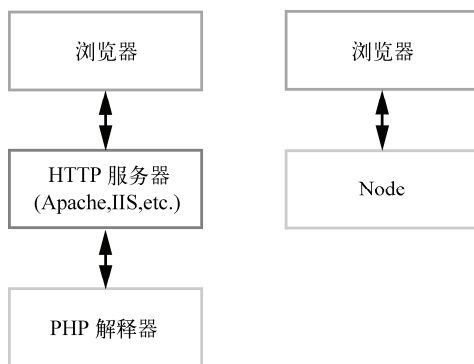 浏览器
HTTP 服务器
(Apache,IIS,etc.)
PHP 解释器
浏览器
Node